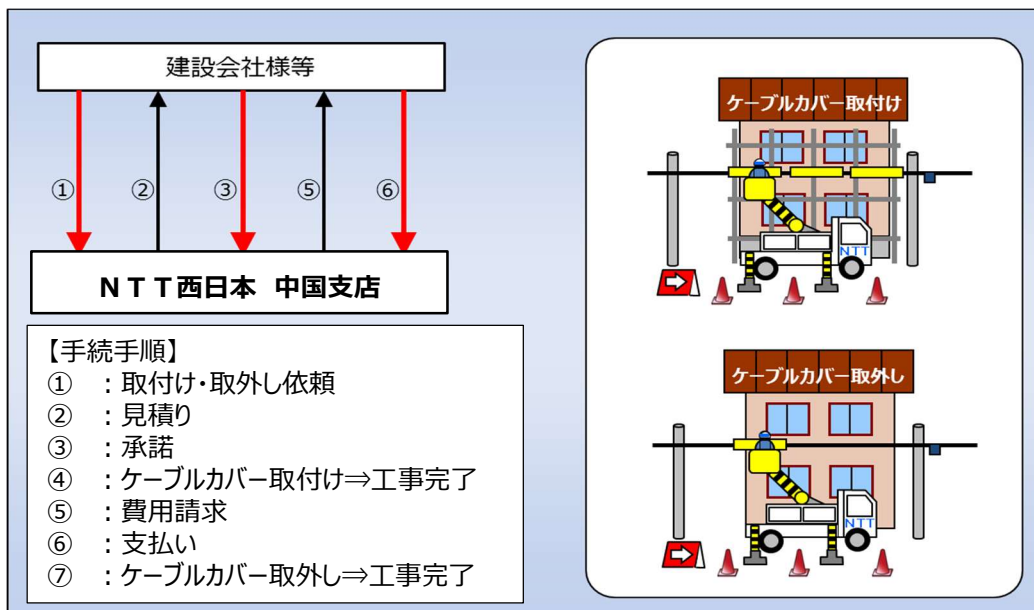 建設会社様等
① ② ③ ⑤ ⑥
NTT西日本 中国支店
【手続手順】
① :取付け・取外し依頼
② :見積り
③ :承諾
④ :ケーブルカバー取付け⇒工事完了
⑤ :費用請求
⑥ :支払い
⑦ :ケーブルカバー取外し⇒工事完了
ケーブルカバー取付け
NTT
ケーブルカバー取外し
NTT